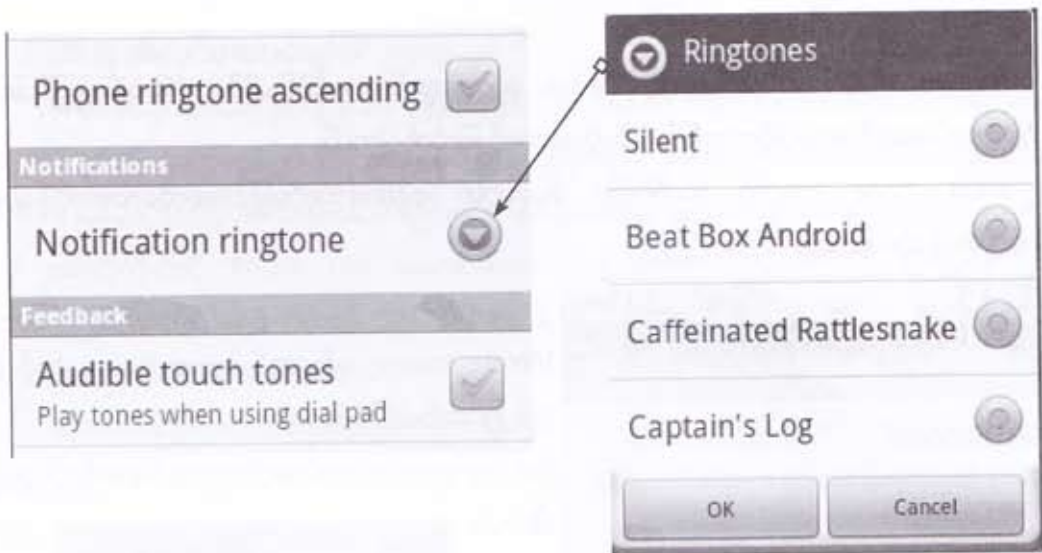 Phone ringtone ascending
Notifications
Notification ringtone
Feedback
Audible touch tones
Play tones when using dial pad
Ringtones
Silent
Beat Box Android
Caffeinated Rattlesnake
Captain's Log
OK
Cancel